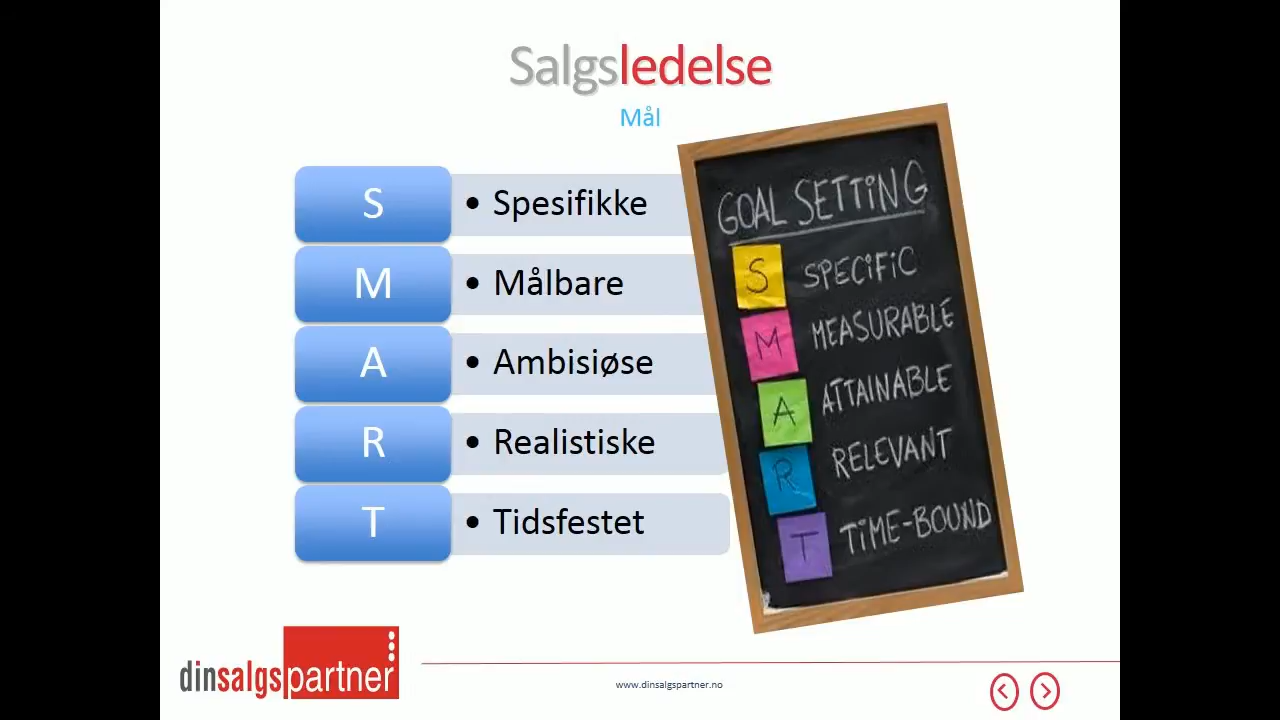 Salgsledelse
Mål
S
• Spesifikke
M
• Målbare
A
• Ambisiøse
R
• Realistiske
T
• Tidsfestet
GOAL SETTiNG
S SPECiFiC
M MEASURABLE
A ATTAINABLE
R RELEVANT
T TiME-BOUND
dinsalgspartner
www.dinsalgspartner.no